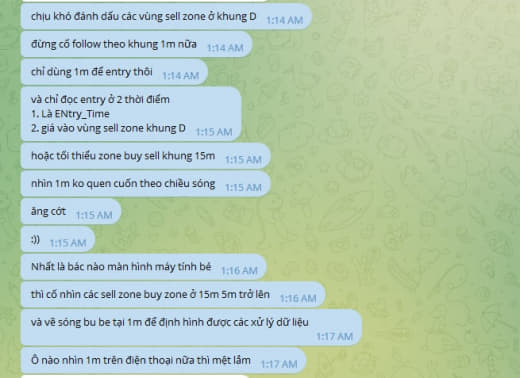 chịu khó đánh dấu các vùng sell zone ở khung D 1:14 AM
đừng cố follow theo khung 1m nữa 1:14 AM
chỉ dùng 1m để entry thôi 1:14 AM
và chỉ đọc entry ở 2 thời điểm
1. Là ENtry_Time
2. giá vào vùng sell zone khung D 1:15 AM
hoặc tối thiểu zone buy sell khung 15m 1:15 AM
nhìn 1m ko quen cuốn theo chiều sóng 1:15 AM
ăng cớt 1:15 AM
:)) 1:15 AM
Nhất là bác nào màn hình máy tính bé 1:16 AM
thì cố nhìn các sell zone buy zone ở 15m 5m trở lên 1:16 AM
và vẽ sóng bu be tại 1m để định hình được các xử lý dữ liệu
1:17 AM
Ô nào nhìn 1m trên điện thoại nữa thì mệt lắm 1:17 AM